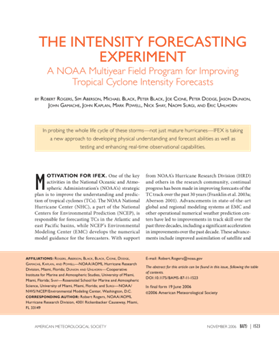 THE INTENSITY FORECASTING
EXPERIMENT
A NOAA Multiyear Field Program for Improving
Tropical Cyclone Intensity Forecasts
BY ROBERT ROGERS, SIM ABERSON, MICHAEL BLACK, PETER BLACK, JOE CIONE, PETER DODGE, JASON DUNION,
JOHN GAMACHE, JOHN KAPLAN, MARK POWELL, NICK SHAY, NAOMI SURGI, AND ERIC UHLHORN
In probing the whole life cycle of these storms—not just mature hurricanes—IFEX is taking
a new approach to developing physical understanding and forecast abilities as well as
testing and enhancing real-time observational capabilities.
MOTIVATION FOR IFEX. One of the key
activities in the National Oceanic and Atmo-
spheric Administration's (NOAA's) strategic
plan is to improve the understanding and predic-
tion of tropical cyclones (TCs). The National Hurricane
Center (NHC), a part of the National
Centers for Environmental Prediction (NCEP), is
responsible for forecasting TCs in the Atlantic and
east Pacific basins, while NCEP's Environmental
Modeling Center (EMC) develops the numerical
model guidance for the forecasters. With support
from NOAA's Hurricane Research Division (HRD)
and others in the research community, continual
progress has been made in improving forecasts of the
TC track over the past 30 years (Franklin et al. 2003a;
Aberson 2001). Advancements in state-of-the-art
global and regional modeling systems at EMC and
other operational numerical weather prediction cen-
ters have led to improvements in track skill over the
past three decades, including a significant acceleration
in improvements over the past decade. These advance-
ments include improved assimilation of satellite and
AFFILIATIONS: ROGERS, ABERSON, BLACK, BLACK, CIONE, DODGE,
GAMACHE, KAPLAN, AND POWELL—NOAA/AOML Hurricane Research
Division, Miami, Florida; DUNION AND UHLHORN—Cooperative
Institute for Marine and Atmospheric Studies, University of Miami,
Miami, Florida; SHAY—Rosenstiel School of Marine and Atmospheric
Science, University of Miami, Miami, Florida; SURGI—NOAA/
NWS/NCEP/Environmental Modeling Center, Washington, D.C.
CORRESPONDING AUTHOR: Robert Rogers, NOAA/AOML
Hurricane Research Division, 4301 Rickenbacker Causeway, Miami,
FL 33149
E-mail: Robert.Rogers@noaa.gov
The abstract for this article can be found in this issue, following the table
of contents.
DOI:10.1175/BAMS-87-11-1523
In final form 19 June 2006
©2006 American Meteorological Society
AMERICAN METEOROLOGICAL SOCIETY
NOVEMBER 2006 BAMS | 1523